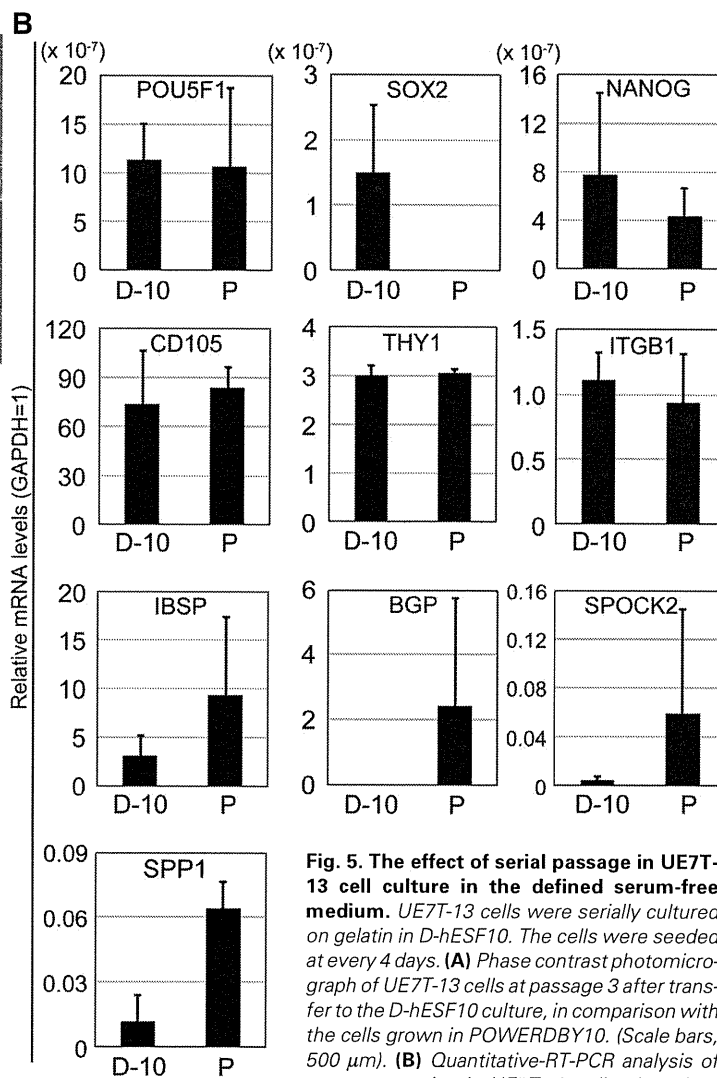 B
(x 10-7) (x 10-7) (x 10-7)
POU5F1
20
15
10
5
0
D-10 P
SOX2
3
2
1
0
D-10 P
NANOG
16
12
8
4
0
D-10 P
Relative mRNA levels (GAPDH=1)
CD105
120
90
60
30
0
D-10 P
THY1
4
3
2
1
0
D-10 P
ITGB1
1.5
1.0
0.5
0
D-10 P
IBSP
20
15
10
5
0
D-10 P
BGP
6
4
2
0
D-10 P
SPOCK2
0.16
0.12
0.08
0.04
0
D-10 P
SPP1
0.09
0.06
0.03
0
D-10 P
Fig. 5. The effect of serial passage in UE7T-
13 cell culture in the defined serum-free
medium. UE7T-13 cells were serially cultured
on gelatin in D-hESF10. The cells were seeded
at every 4 days. (A) Phase contrast photomicro-
graph of UE7T-13 cells at passage 3 after trans-
fer to the D-hESF10 culture, in comparison with
the cells grown in POWERDBY10. (Scale bars,
500 μm). (B) Quantitative-RT-PCR analysis of